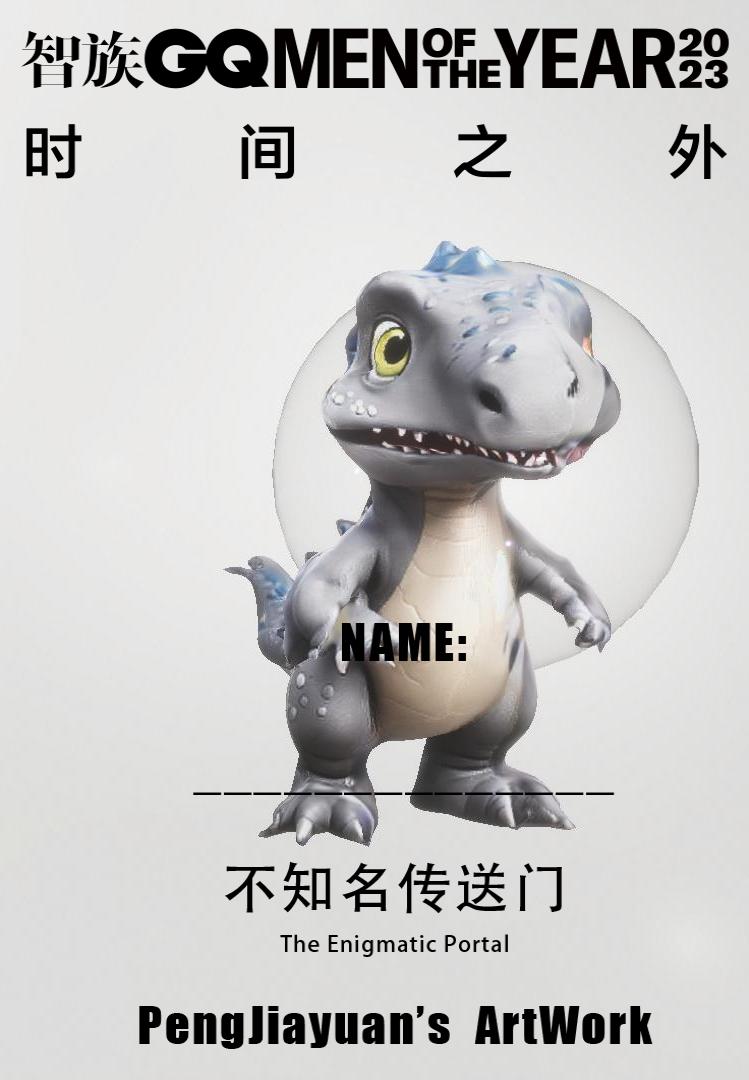 智族GQ MEN OF THE YEAR 2023
时间之外
NAME:
______________
不知名传送门
The Enigmatic Portal
PengJiayuan’s ArtWork